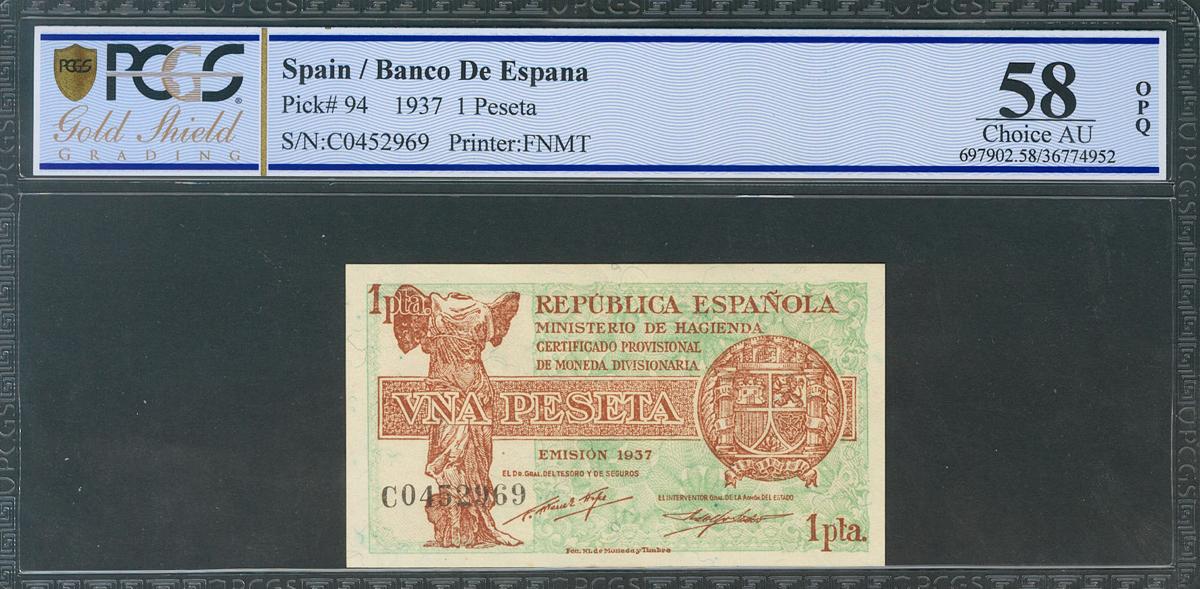 PCGS
PCGS
Gold Shield
GRADING
Spain / Banco De Espana
Pick# 94 1937 1 Peseta
S/N:C0452969 Printer:FNMT
58
Choice AU
697902.58/36774952
OPQ
1pta.
REPÚBLICA ESPAÑOLA
MINISTERIO DE HACIENDA
CERTIFICADO PROVISIONAL
DE MONEDA DIVISIONARIA
VNA PESETA
EMISIÓN 1937
EL DR. GRAL. DEL TESORO Y DE SEGUROS
C0452969
EL INTERVENTOR GRAL. DE LA ADMÓN. DEL ESTADO
1pta.
Fca. Nl. de Moneda y Timbre